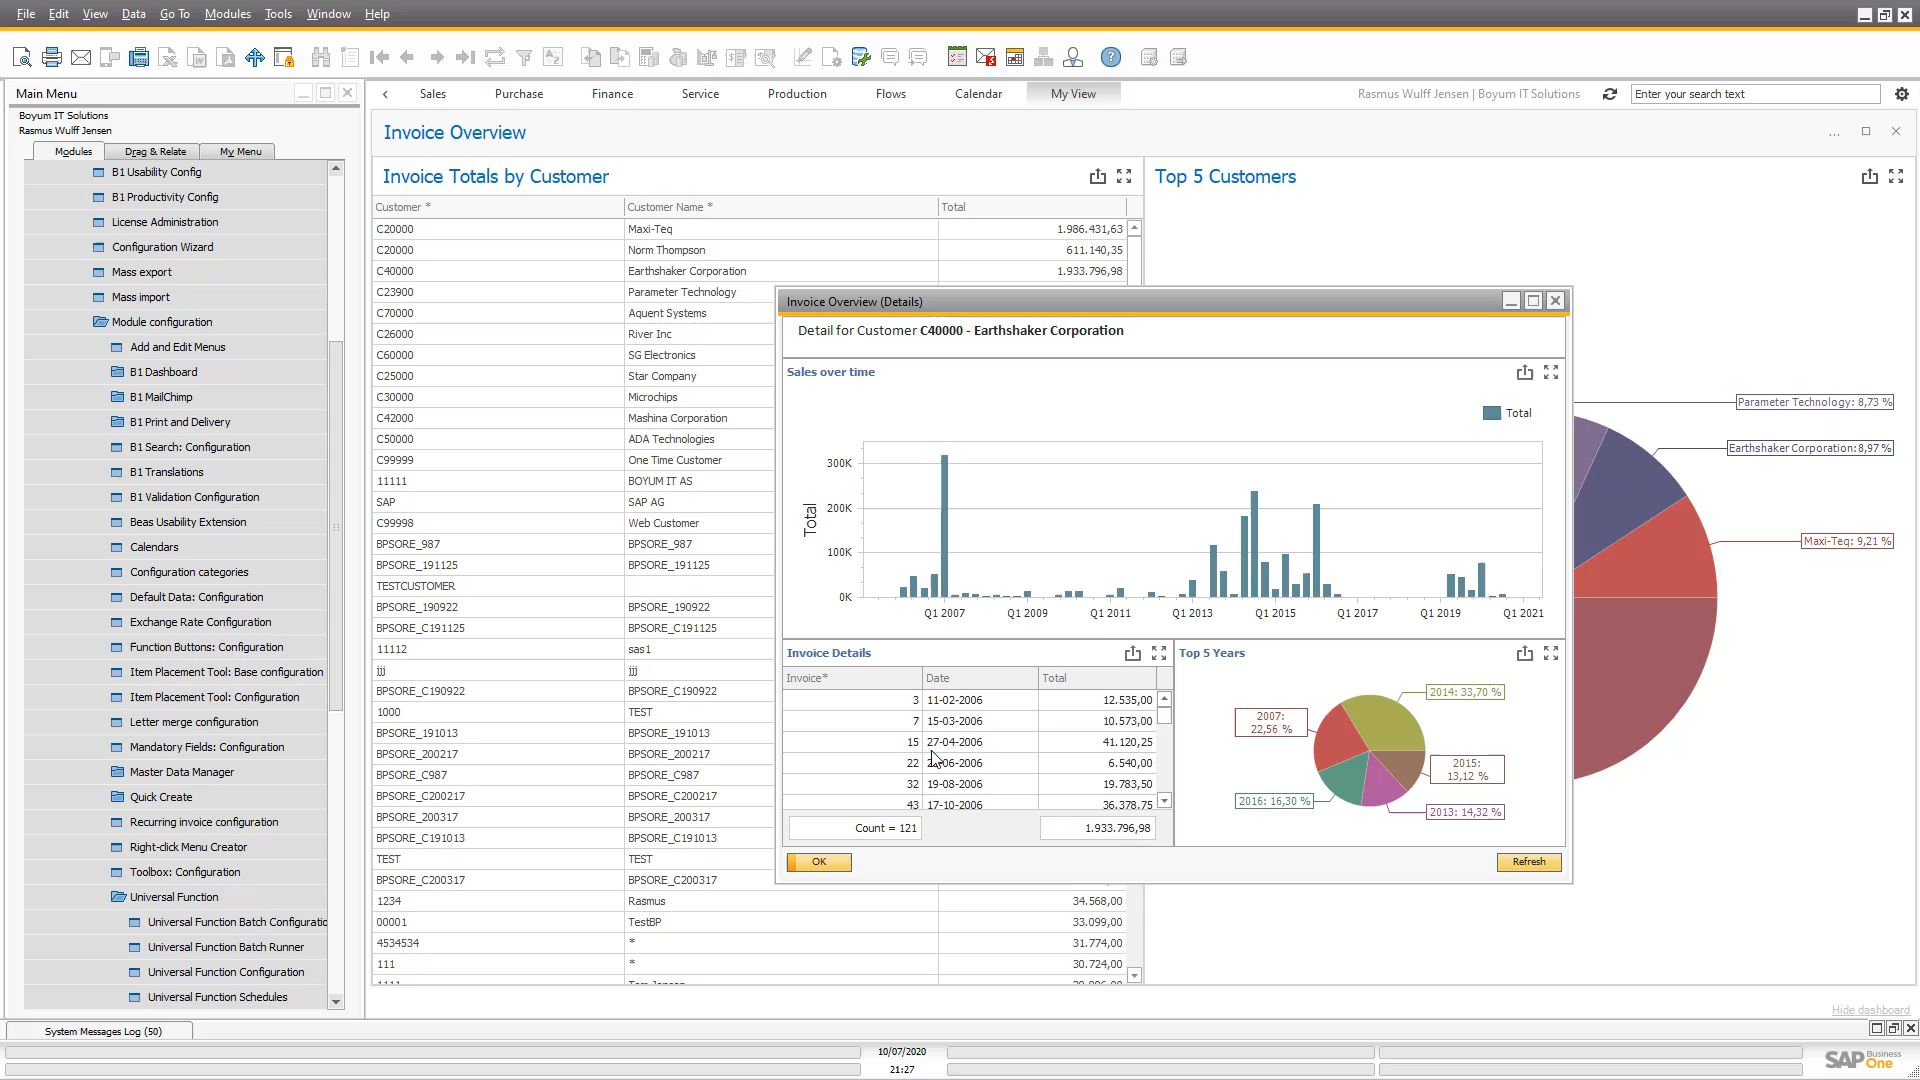 File Edit View Data Go To Modules Tools Window Help
Main Menu
Boyum IT Solutions
Rasmus Wulff Jensen
Modules Drag & Relate My Menu
B1 Usability Config
B1 Productivity Config
License Administration
Configuration Wizard
Mass export
Mass import
Module configuration
Add and Edit Menus
B1 Dashboard
B1 MailChimp
B1 Print and Delivery
B1 Search: Configuration
B1 Translations
B1 Validation Configuration
Beas Usability Extension
Calendars
Configuration categories
Default Data: Configuration
Exchange Rate Configuration
Function Buttons: Configuration
Item Placement Tool: Base configuration
Item Placement Tool: Configuration
Letter merge configuration
Mandatory Fields: Configuration
Master Data Manager
Quick Create
Recurring invoice configuration
Right-click Menu Creator
Toolbox: Configuration
Universal Function
Universal Function Batch Configuratio
Universal Function Batch Runner
Universal Function Configuration
Universal Function Schedules
Sales Purchase Finance Service Production Flows Calendar My View
Rasmus Wulff Jensen | Boyum IT Solutions
Enter your search text
Invoice Overview
Invoice Totals by Customer
Customer * Customer Name * Total
C20000 Maxi-Teq 1.986.431,63
C20000 Norm Thompson 611.140,35
C40000 Earthshaker Corporation 1.933.796,98
C23900 Parameter Technology
C70000 Aquent Systems
C26000 River Inc
C60000 SG Electronics
C25000 Star Company
C30000 Microchips
C42000 Mashina Corporation
C50000 ADA Technologies
C99999 One Time Customer
11111 BOYUM IT AS
SAP SAP AG
C99998 Web Customer
BPSORE_987 BPSORE_987
BPSORE_191125 BPSORE_191125
TESTCUSTOMER
BPSORE_190922 BPSORE_190922
BPSORE_C191125 BPSORE_C191125
11112 sas1
jjj jjj
BPSORE_C190922 BPSORE_C190922
1000 TEST
BPSORE_191013 BPSORE_191013
BPSORE_200217 BPSORE_200217
BPSORE_C987 BPSORE_C987
BPSORE_C200217 BPSORE_C200217
BPSORE_200317 BPSORE_200317
BPSORE_C191013 BPSORE_C191013
TEST TEST
BPSORE_C200317 BPSORE_C200317
1234 Rasmus 34.568,00
00001 TestBP 33.099,00
4534534 * 31.774,00
111 * 30.724,00
Top 5 Customers
Parameter Technology: 8,73 %
Earthshaker Corporation: 8,97 %
Maxi-Teq: 9,21 %
Invoice Overview (Details)
Detail for Customer C40000 - Earthshaker Corporation
Sales over time
Total
Total
300K
200K
100K
0K
Q1 2007 Q1 2009 Q1 2011 Q1 2013 Q1 2015 Q1 2017 Q1 2019 Q1 2021
Invoice Details
Invoice* Date Total
3 11-02-2006 12.535,00
7 15-03-2006 10.573,00
15 27-04-2006 41.120,25
22 06-2006 6.540,00
32 19-08-2006 19.783,50
43 17-10-2006 36.378,75
Count = 121 1.933.796,98
Top 5 Years
2014: 33,70 %
2007:
22,56 %
2015:
13,12 %
2016: 16,30 %
2013: 14,32 %
OK Refresh
Hide dashboard
System Messages Log (50)
10/07/2020
21:27
SAP Business One